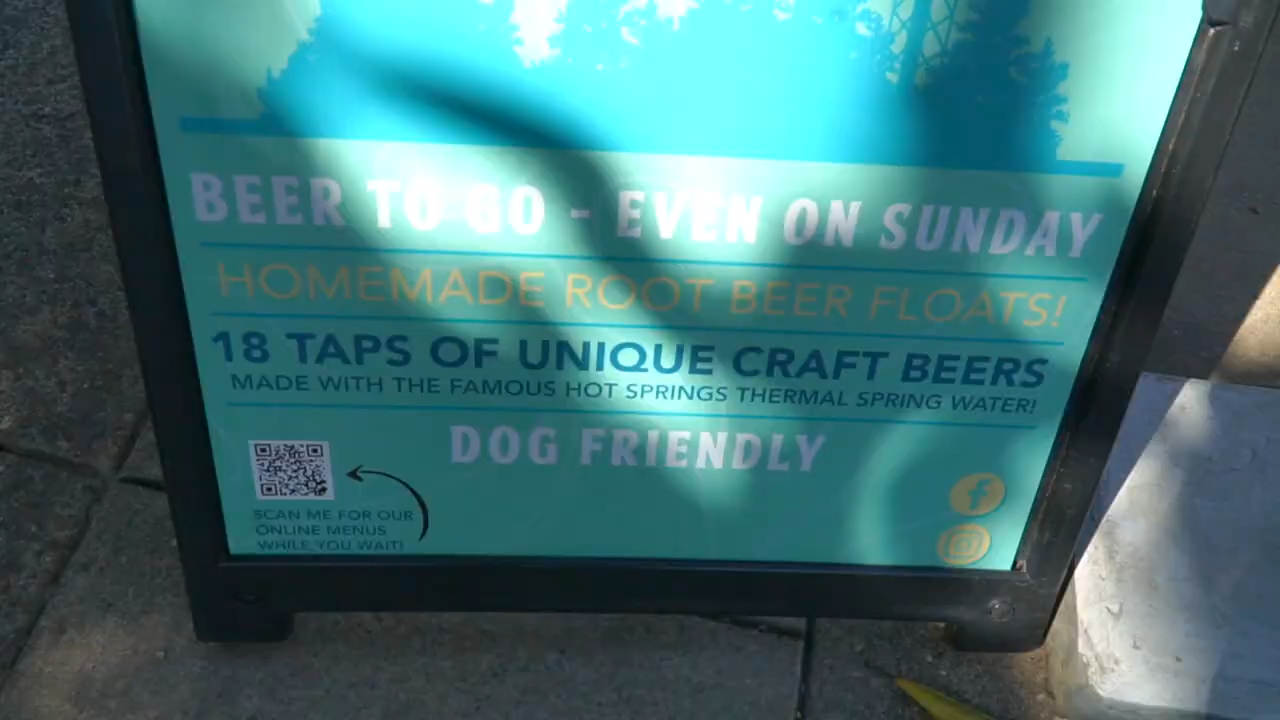 BEER TO GO - EVEN ON SUNDAY
HOMEMADE ROOT BEER FLOATS!
18 TAPS OF UNIQUE CRAFT BEERS
MADE WITH THE FAMOUS HOT SPRINGS THERMAL SPRING WATER!
DOG FRIENDLY
SCAN ME FOR OUR
ONLINE MENUS
WHILE YOU WAIT!